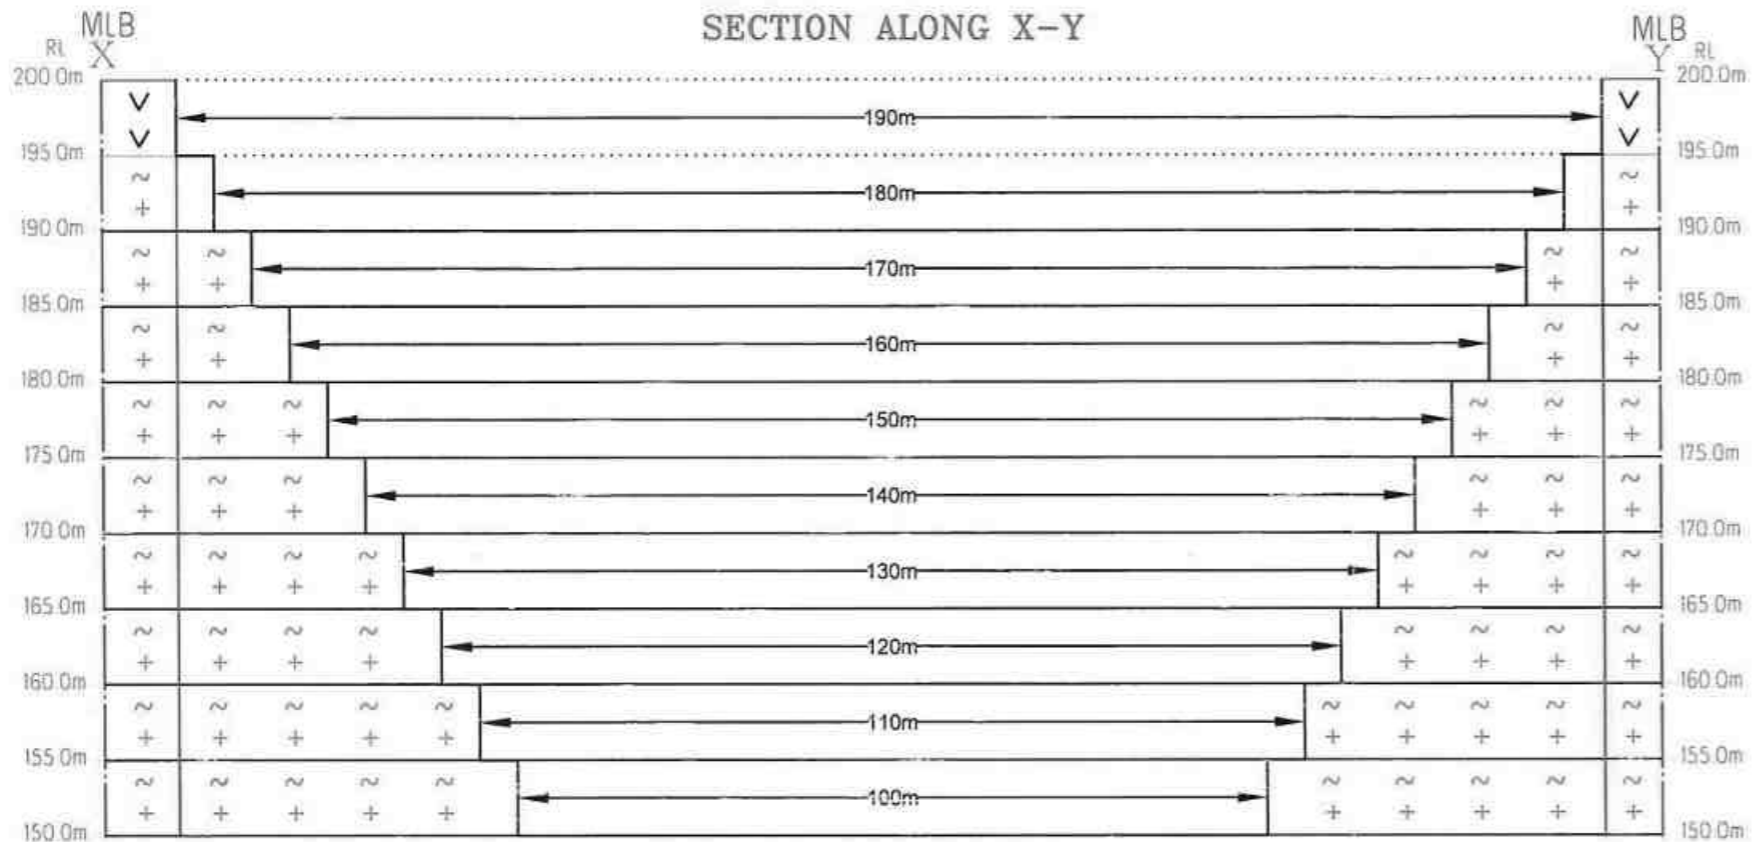 SECTION ALONG X-Y
MLB
MLB
RL
X
Y
RL
200.0m
200.0m
V
V
190m
V
V
195.0m
195.0m
180m
190.0m
190.0m
170m
185.0m
185.0m
160m
180.0m
180.0m
150m
175.0m
175.0m
140m
170.0m
170.0m
130m
165.0m
165.0m
120m
160.0m
160.0m
110m
155.0m
155.0m
100m
150.0m
150.0m